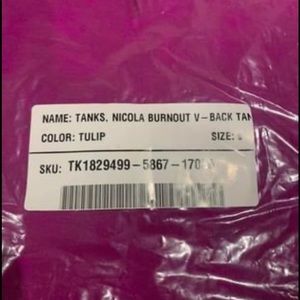 NAME: TANKS, NICOLA BURNOUT V-BACK TAN
COLOR: TULIP SIZE:
SKU: TK1829499-5867-170